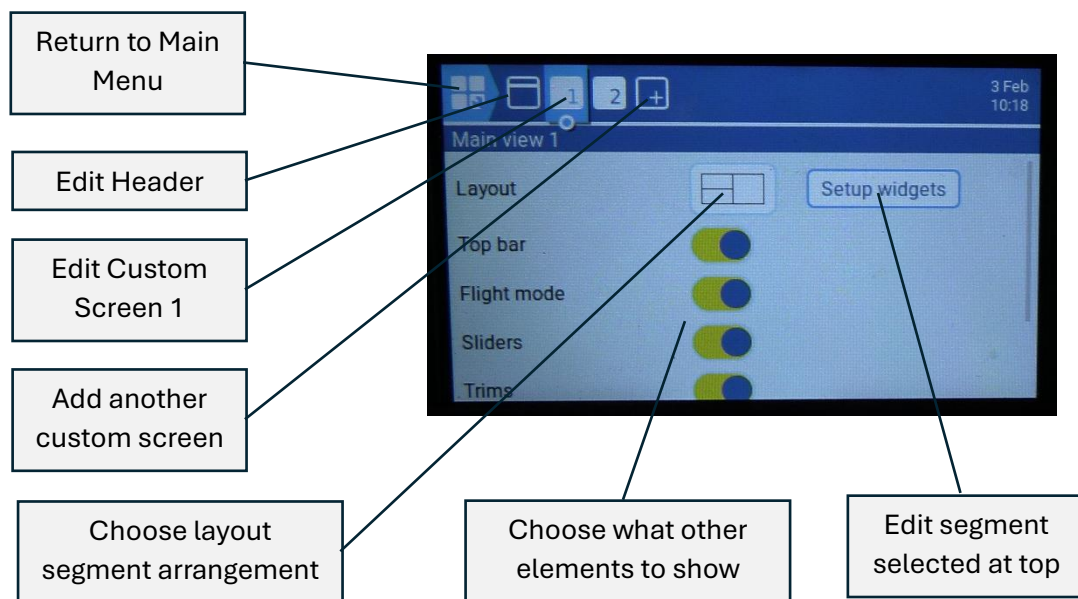 Return to Main
Menu
Edit Header
Edit Custom
Screen 1
Add another
custom screen
1 2
3 Feb
10:18
Main view 1
Layout
Setup widgets
Top bar
Flight mode
Sliders
Trims
Choose layout
segment arrangement
Choose what other
elements to show
Edit segment
selected at top